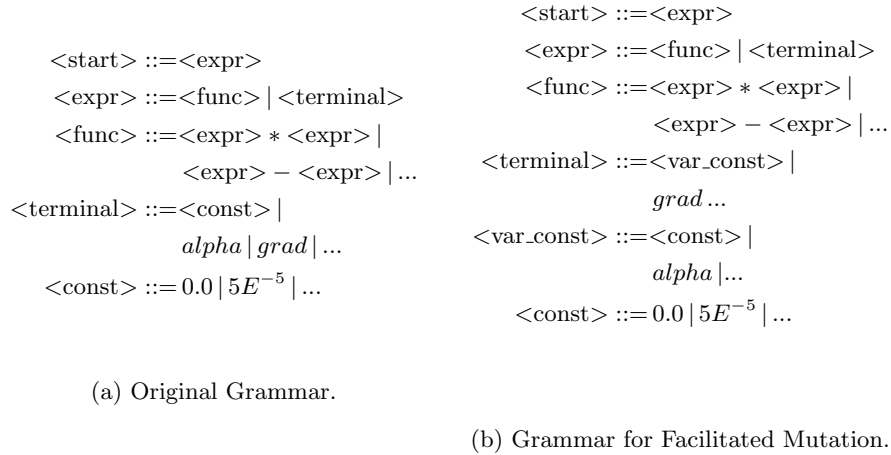 <start> ::=<expr>
<expr> ::=<func> | <terminal>
<func> ::=<expr> ∗ <expr> |
<expr> − <expr> | ...
<terminal> ::=<const> |
alpha | grad | ...
<const> ::= 0.0 | 5E^{-5} | ...
(a) Original Grammar.
<start> ::=<expr>
<expr> ::=<func> | <terminal>
<func> ::=<expr> ∗ <expr> |
<expr> − <expr> | ...
<terminal> ::=<var_const> |
grad ...
<var_const> ::=<const> |
alpha |...
<const> ::= 0.0 | 5E^{-5} | ...
(b) Grammar for Facilitated Mutation.